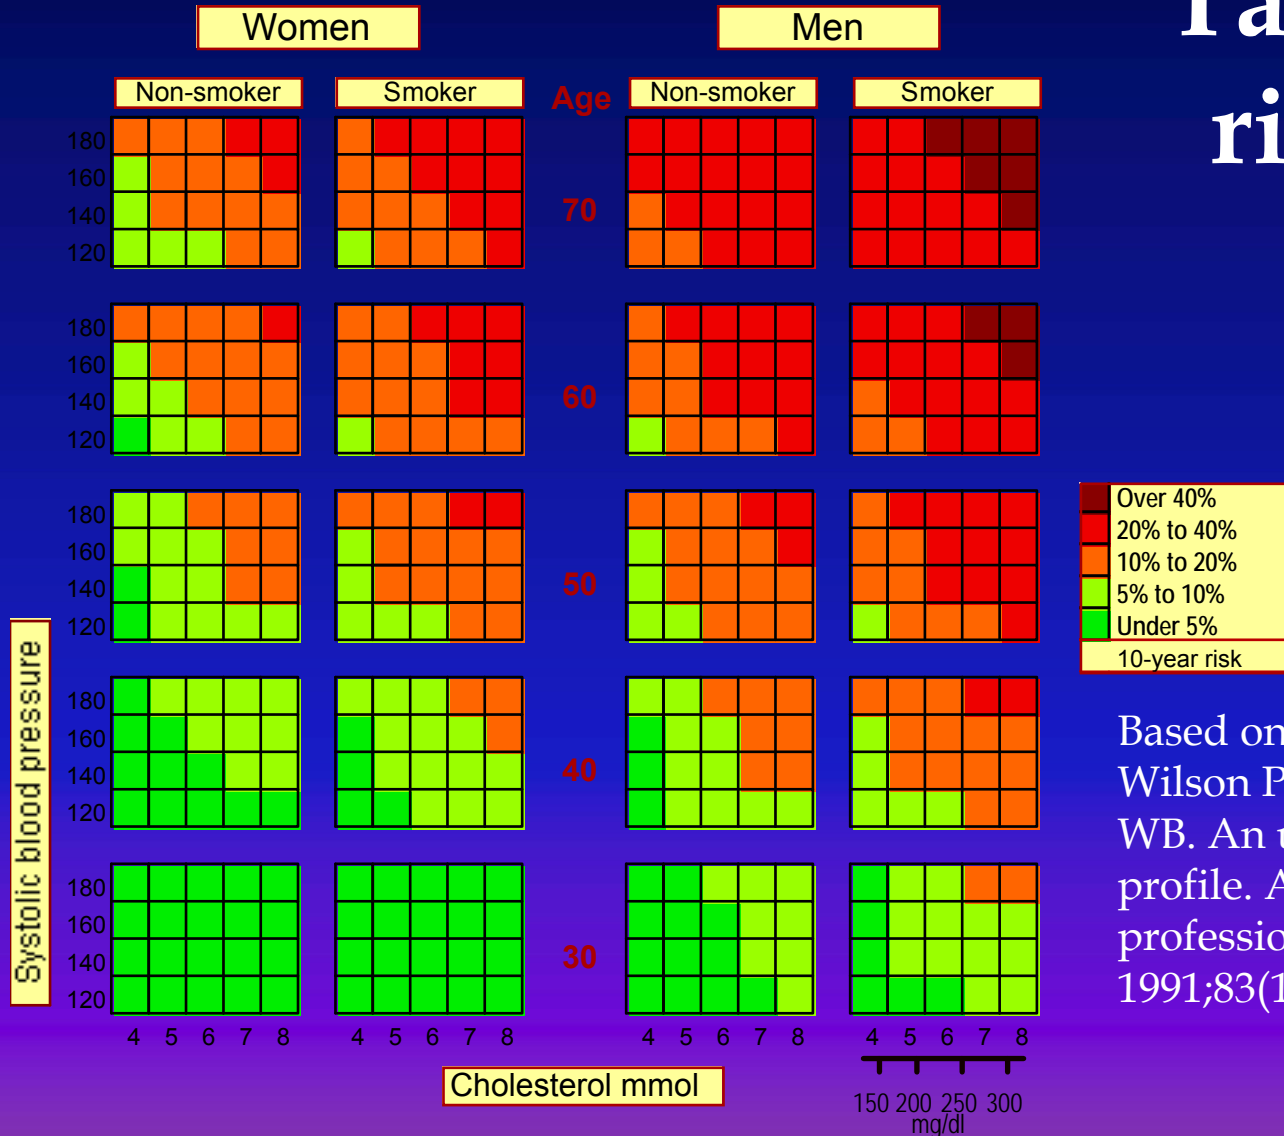 Women
Men
Non-smoker
Smoker
Age
Non-smoker
Smoker
180
160
140
120
70
180
160
140
120
60
180
160
140
120
50
180
160
140
120
40
180
160
140
120
30
Systolic blood pressure
4 5 6 7 8
4 5 6 7 8
4 5 6 7 8
4 5 6 7 8
Cholesterol mmol
150 200 250 300
mg/dl
Over 40%
20% to 40%
10% to 20%
5% to 10%
Under 5%
10-year risk
Based on
Wilson P
WB. An
profile. A
professio
1991;83(1